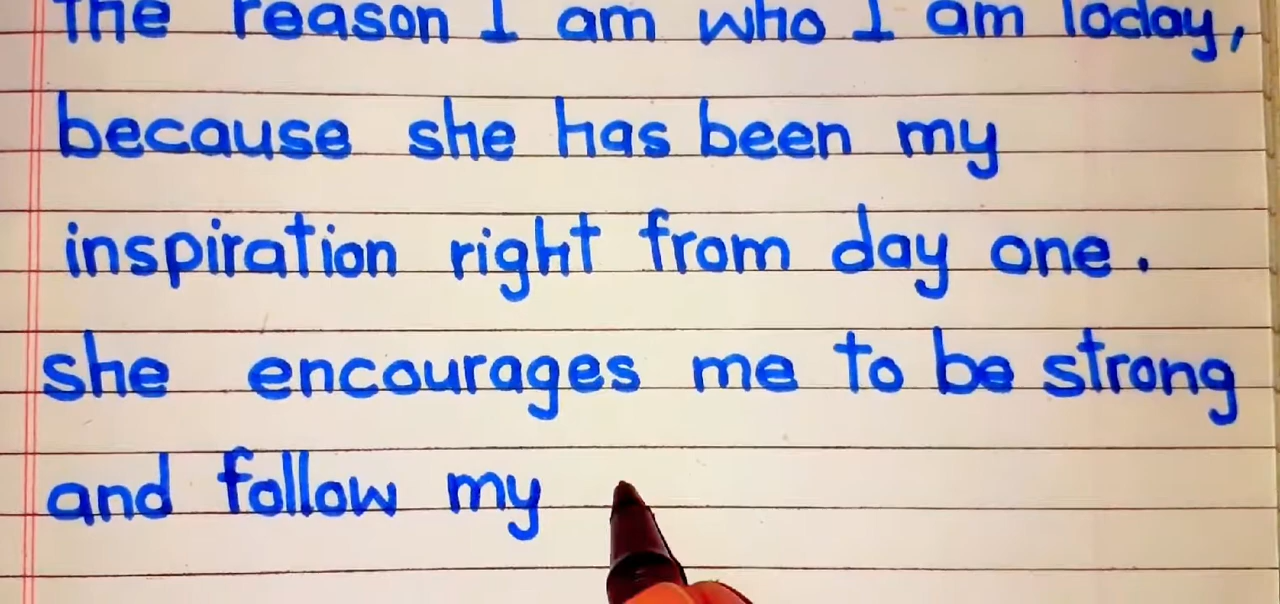 The reason I am who I am Today,
because she has been my
inspiration right from day one.
she encourages me to be strong
and follow my